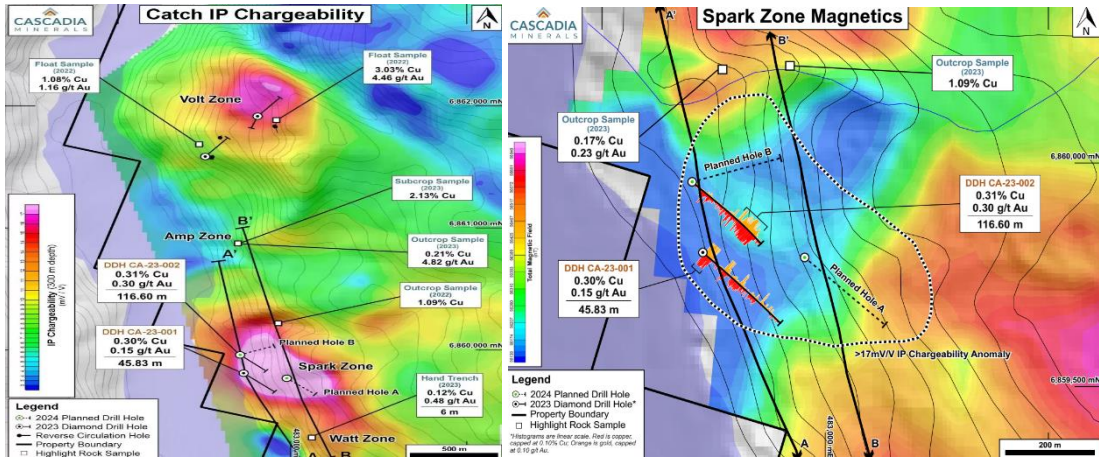 CASCADIA
MINERALS
Catch IP Chargeability
N
Float Sample
(2022)
1.08% Cu
1.16 g/t Au
Float Sample
(2022)
3.03% Cu
4.46 g/t Au
Volt Zone
6,862,000 mN
Subcrop Sample
(2023)
2.13% Cu
6,861,000 mN
B'
Amp Zone
A'
Outcrop Sample
(2023)
0.21% Cu
4.82 g/t Au
DDH CA-23-002
0.31% Cu
0.30 g/t Au
116.60 m
Outcrop Sample
(2022)
1.09% Cu
DDH CA-23-001
0.30% Cu
0.15 g/t Au
45.83 m
Planned Hole B
6,860,000 mN
Spark Zone
Planned Hole A
Hand Trench
(2023)
0.12% Cu
0.48 g/t Au
6 m
Watt Zone
IP Chargeability (300 m depth)
(mV / V)
Legend
2024 Planned Drill Hole
2023 Diamond Drill Hole
Reverse Circulation Hole
Property Boundary
Highlight Rock Sample
A
B
500 m
CASCADIA
MINERALS
A'
Spark Zone Magnetics
N
B'
Outcrop Sample
(2023)
1.09% Cu
Outcrop Sample
(2023)
0.17% Cu
0.23 g/t Au
Planned Hole B
6,860,000 mN
DDH CA-23-002
0.31% Cu
0.30 g/t Au
116.60 m
DDH CA-23-001
0.30% Cu
0.15 g/t Au
45.83 m
Planned Hole A
>17mV/V IP Chargeability Anomaly
Total Magnetic Field
(nT)
6,859,500 mN
Legend
2024 Planned Drill Hole
2023 Diamond Drill Hole*
Property Boundary
Highlight Rock Sample
*Histograms are linear scale. Red is copper,
capped at 0.10% Cu; Orange is gold, capped
at 0.10 g/t Au.
483,000 mE
A
B
200 m